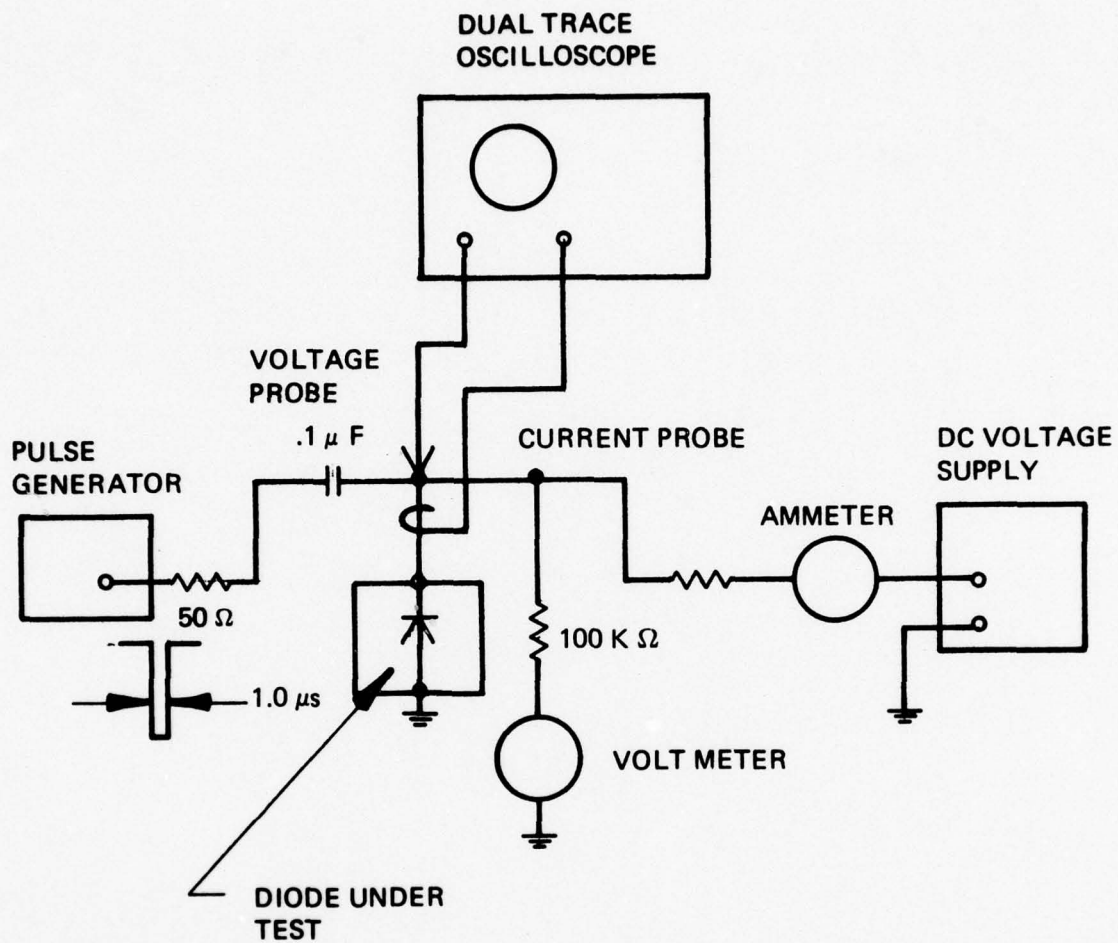 DUAL TRACE
OSCILLOSCOPE
VOLTAGE
PROBE
.1 μ F
CURRENT PROBE
PULSE
GENERATOR
DC VOLTAGE
SUPPLY
AMMETER
50 Ω
100 K Ω
1.0 μs
VOLT METER
DIODE UNDER
TEST